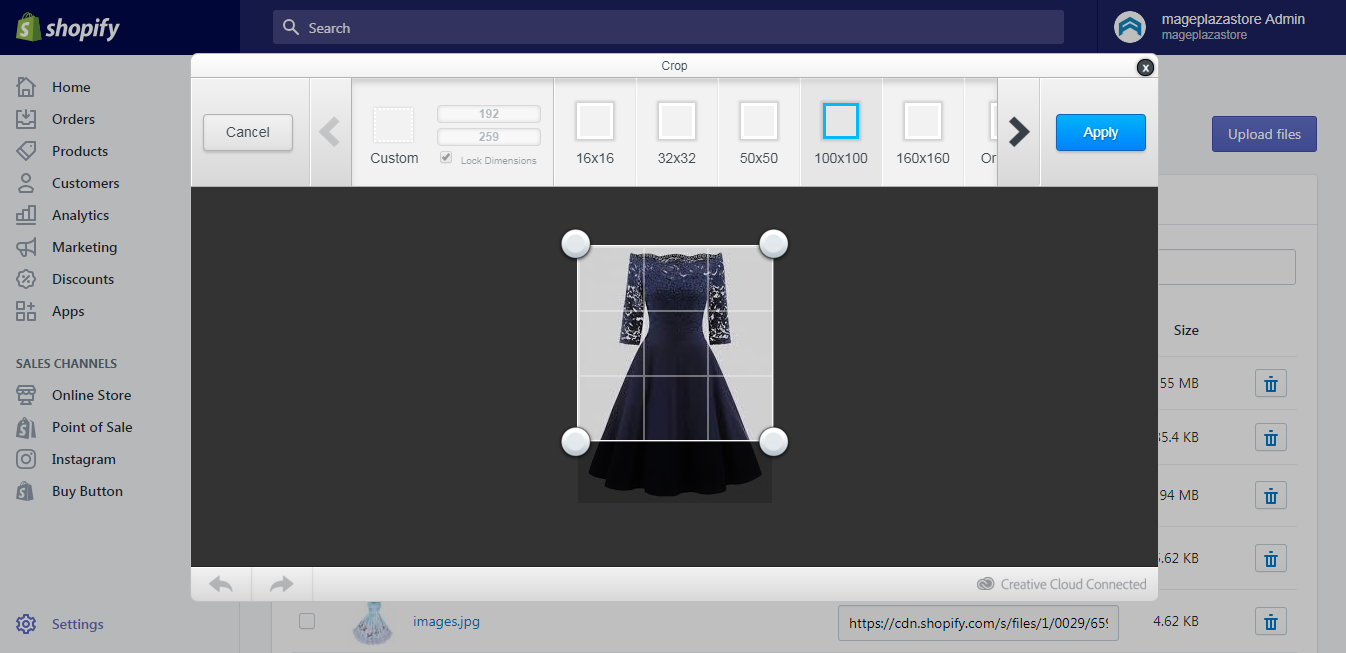 shopify
Search
mageplazastore Admin
mageplazastore
Home
Orders
Products
Customers
Analytics
Marketing
Discounts
Apps
SALES CHANNELS
Online Store
Point of Sale
Instagram
Buy Button
Settings
Crop
x
Cancel
Custom
192
259
Lock Dimensions
16x16
32x32
50x50
100x100
160x160
Or
Apply
Upload files
Size
55 MB
35.4 KB
94 MB
.62 KB
Creative Cloud Connected
images.jpg
https://cdn.shopify.com/s/files/1/0029/659
4.62 KB